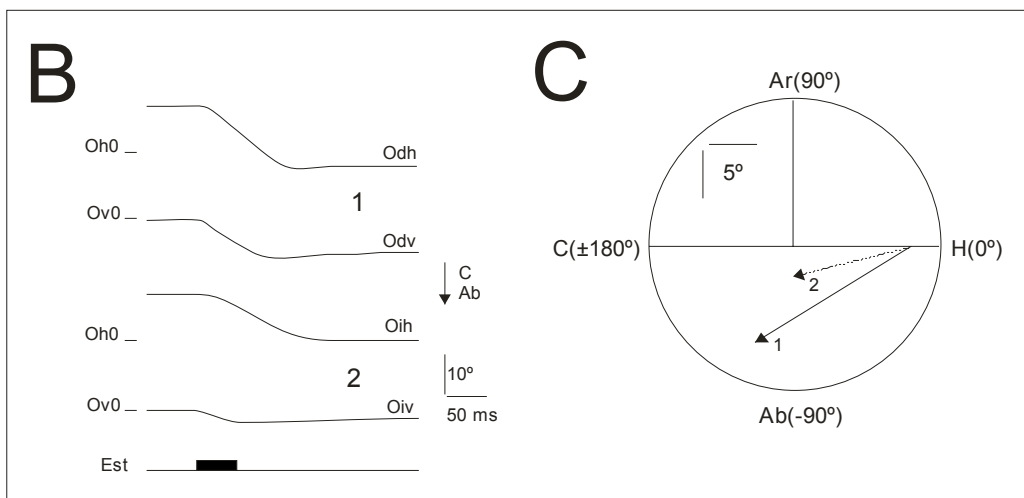 B
Oh0
Odh
1
Ov0
Odv
C
Ab
Oh0
Oih
2
10º
Ov0
Oiv
50 ms
Est
C
Ar(90º)
5º
C(±180º)
H(0º)
2
1
Ab(-90º)